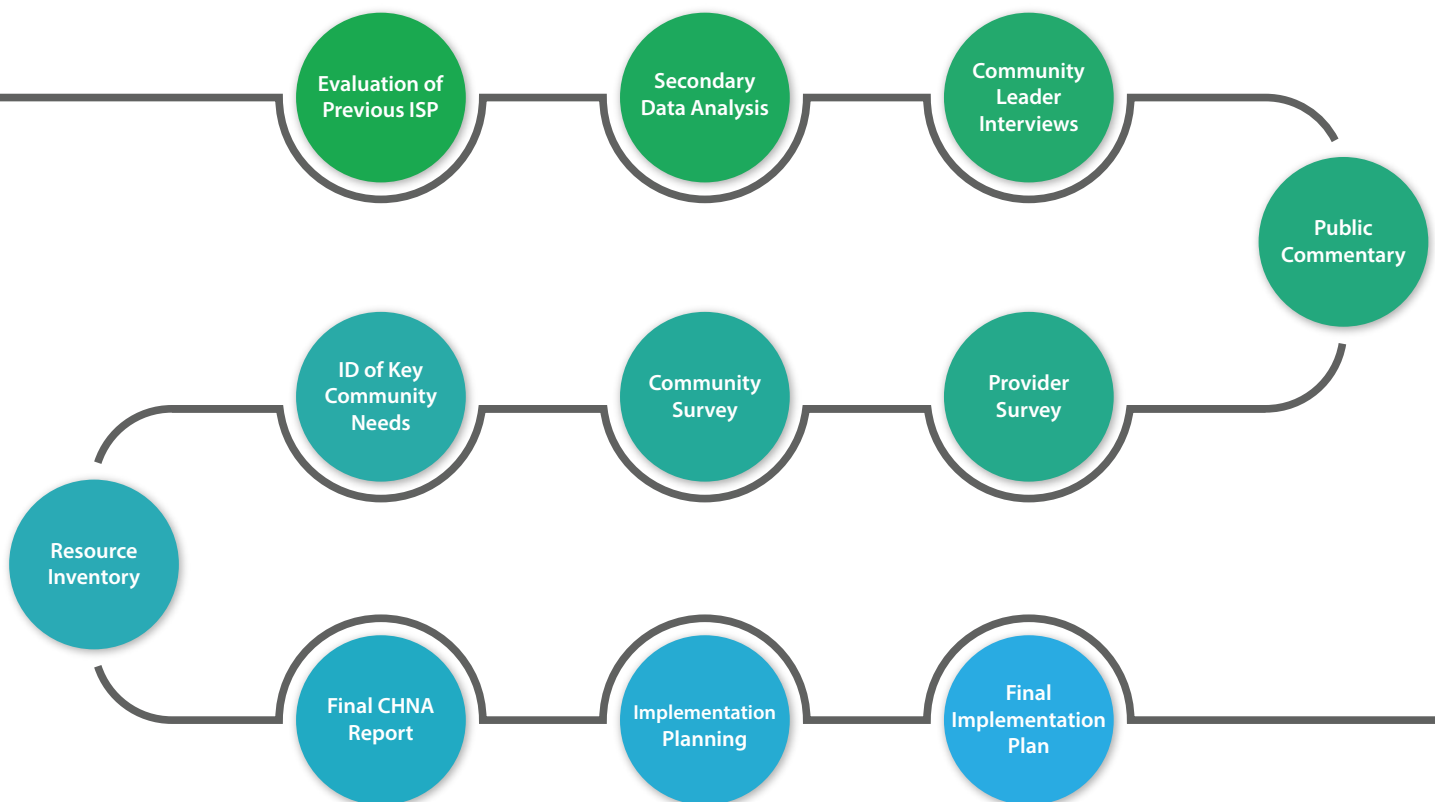 Evaluation of
Previous ISP
Secondary
Data Analysis
Community
Leader
Interviews
Public
Commentary
Provider
Survey
Community
Survey
ID of Key
Community
Needs
Resource
Inventory
Final CHNA
Report
Implementation
Planning
Final
Implementation
Plan